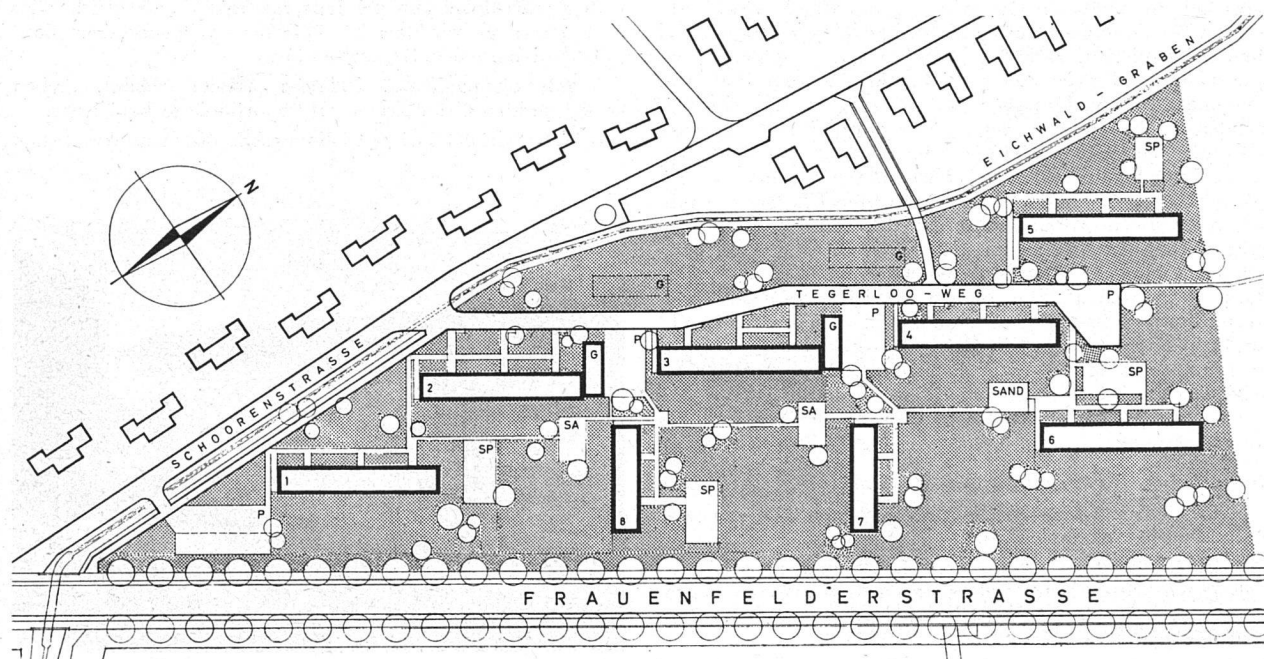 EICHWALD - GRABEN
SP
N
5
G
G
TEGERLOO - WEG
P
P
G
4
SCHOORENSTRASSE
G
P
3
2
SP
SAND
SA
SA
6
SP
1
SP
P
8
7
FRAUENFELDERSTRASSE